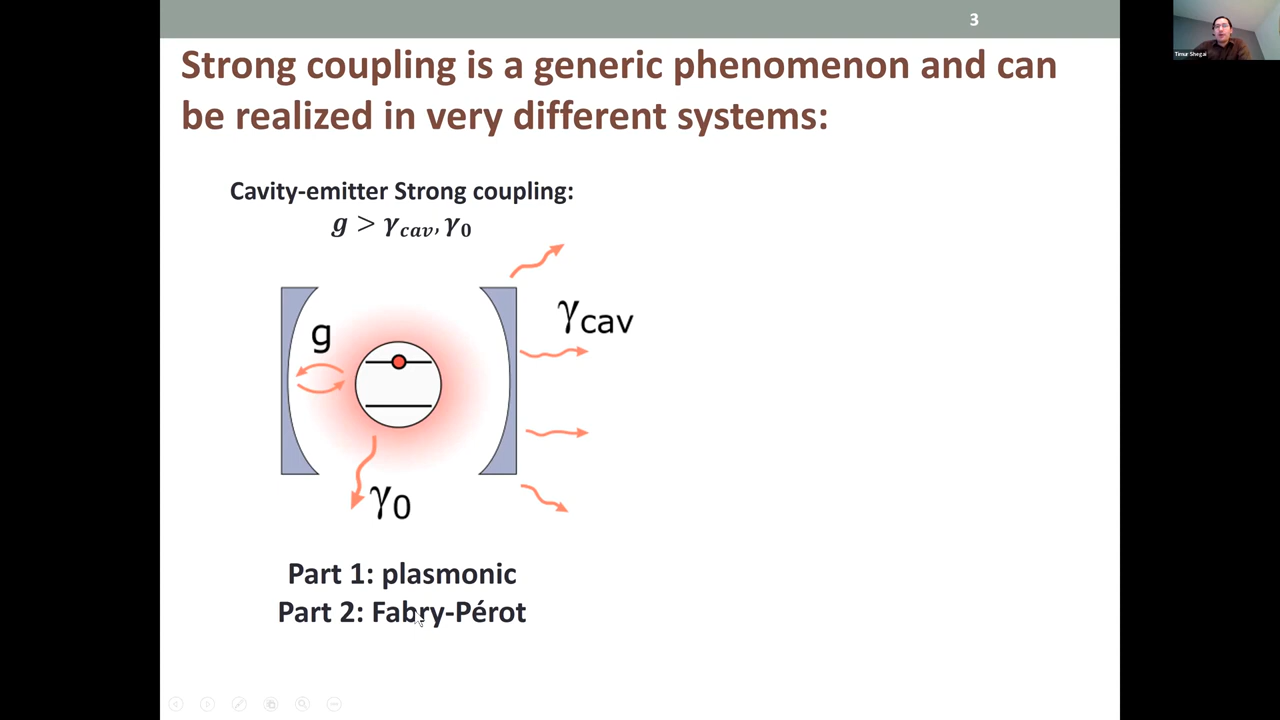 3
Timur Shegai
Strong coupling is a generic phenomenon and can
be realized in very different systems:
Cavity-emitter Strong coupling:
g > γcav, γ0
γcav
g
γ0
Part 1: plasmonic
Part 2: Fabry-Pérot